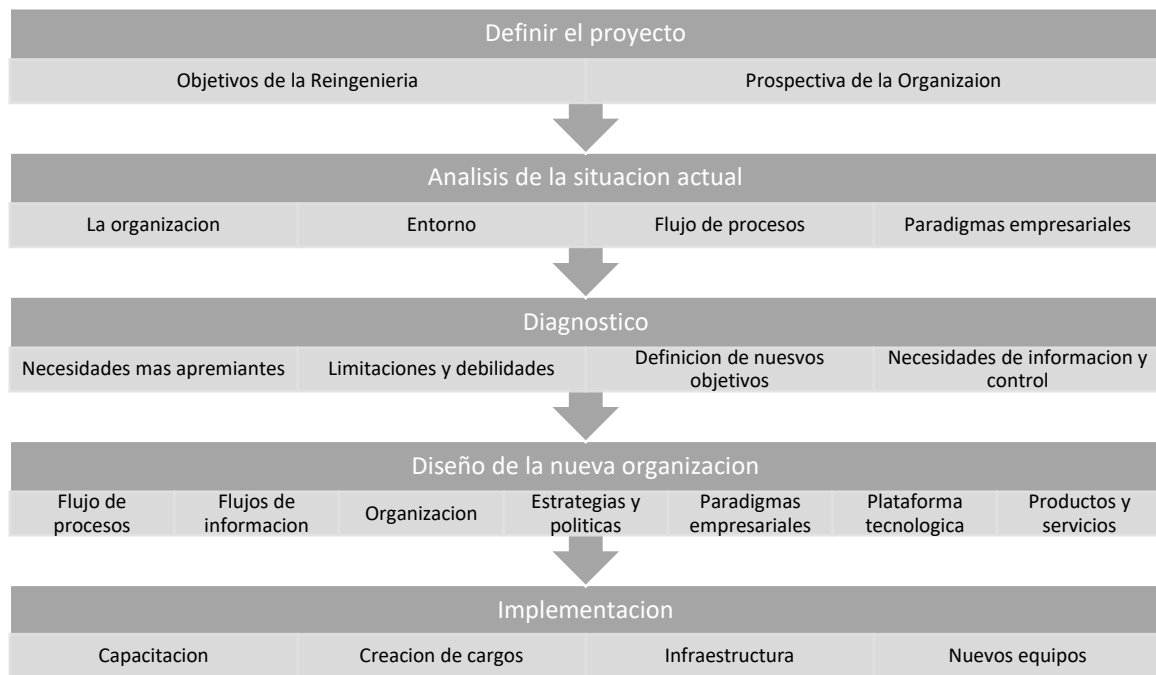 Definir el proyecto
Objetivos de la Reingenieria
Prospectiva de la Organizaion
Analisis de la situacion actual
La organizacion
Entorno
Flujo de procesos
Paradigmas empresariales
Diagnostico
Necesidades mas apremiantes
Limitaciones y debilidades
Definicion de nuesvos
objetivos
Necesidades de informacion y
control
Diseño de la nueva organizacion
Flujo de
procesos
Flujos de
informacion
Organizacion
Estrategias y
politicas
Paradigmas
empresariales
Plataforma
tecnologica
Productos y
servicios
Implementacion
Capacitacion
Creacion de cargos
Infraestructura
Nuevos equipos